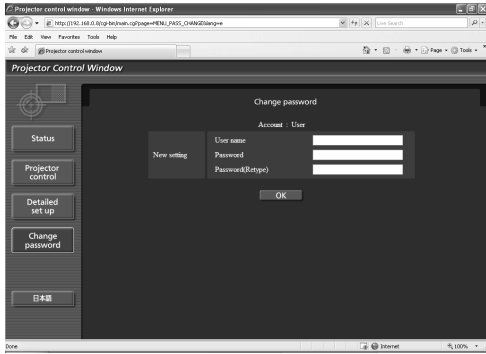 Projector control window - Windows Internet Explorer
http://192.168.0.8/cgi-bin/main.cgi?page=MENU_PASS_CHANGE&lang=e
Live Search
File Edit View Favorites Tools Help
Projector control window
Page Tools
Projector Control Window
Change password
Account : User
Status
User name
New setting
Password
Password(Retype)
Projector
control
OK
Detailed
set up
Change
password
日本語
Done
Internet
100%